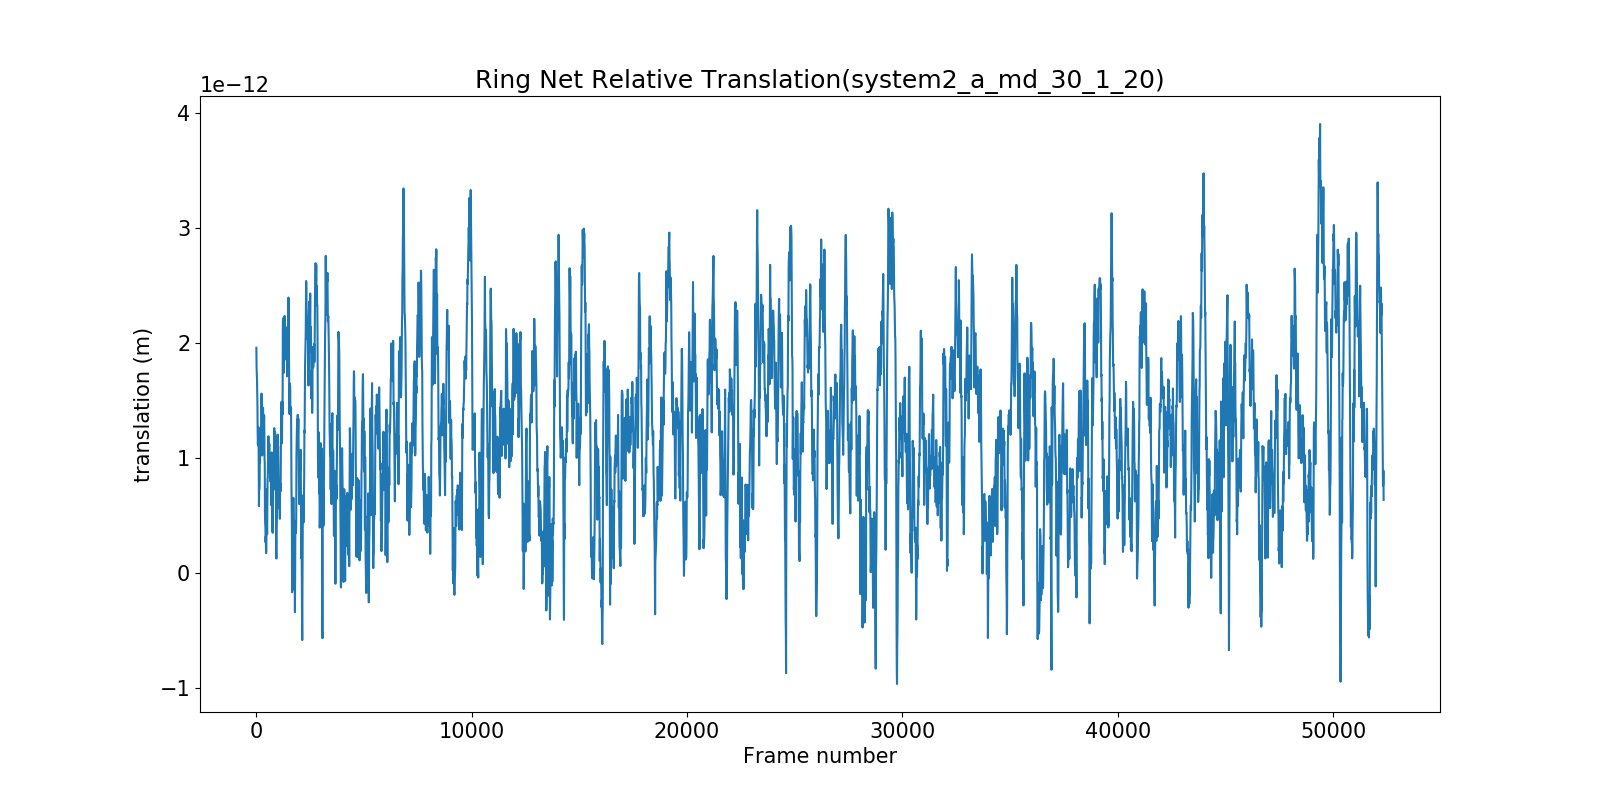 Ring Net Relative Translation(system2_a_md_30_1_20)
1e−12
4
3
2
1
0
−1
translation (m)
0 10000 20000 30000 40000 50000
Frame number